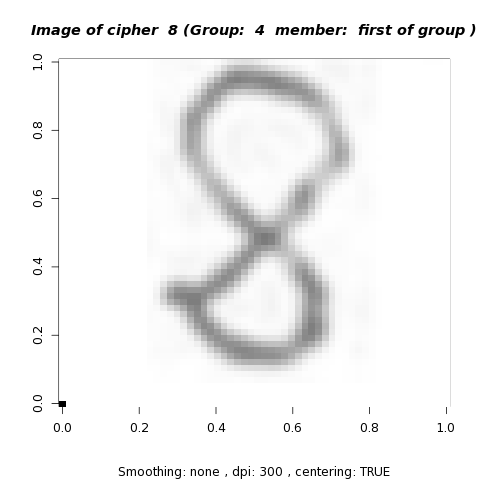 Image of cipher 8 (Group: 4 member: first of group )
1.0
0.8
0.6
0.4
0.2
0.0
8
0.0 0.2 0.4 0.6 0.8 1.0
Smoothing: none , dpi: 300 , centering: TRUE